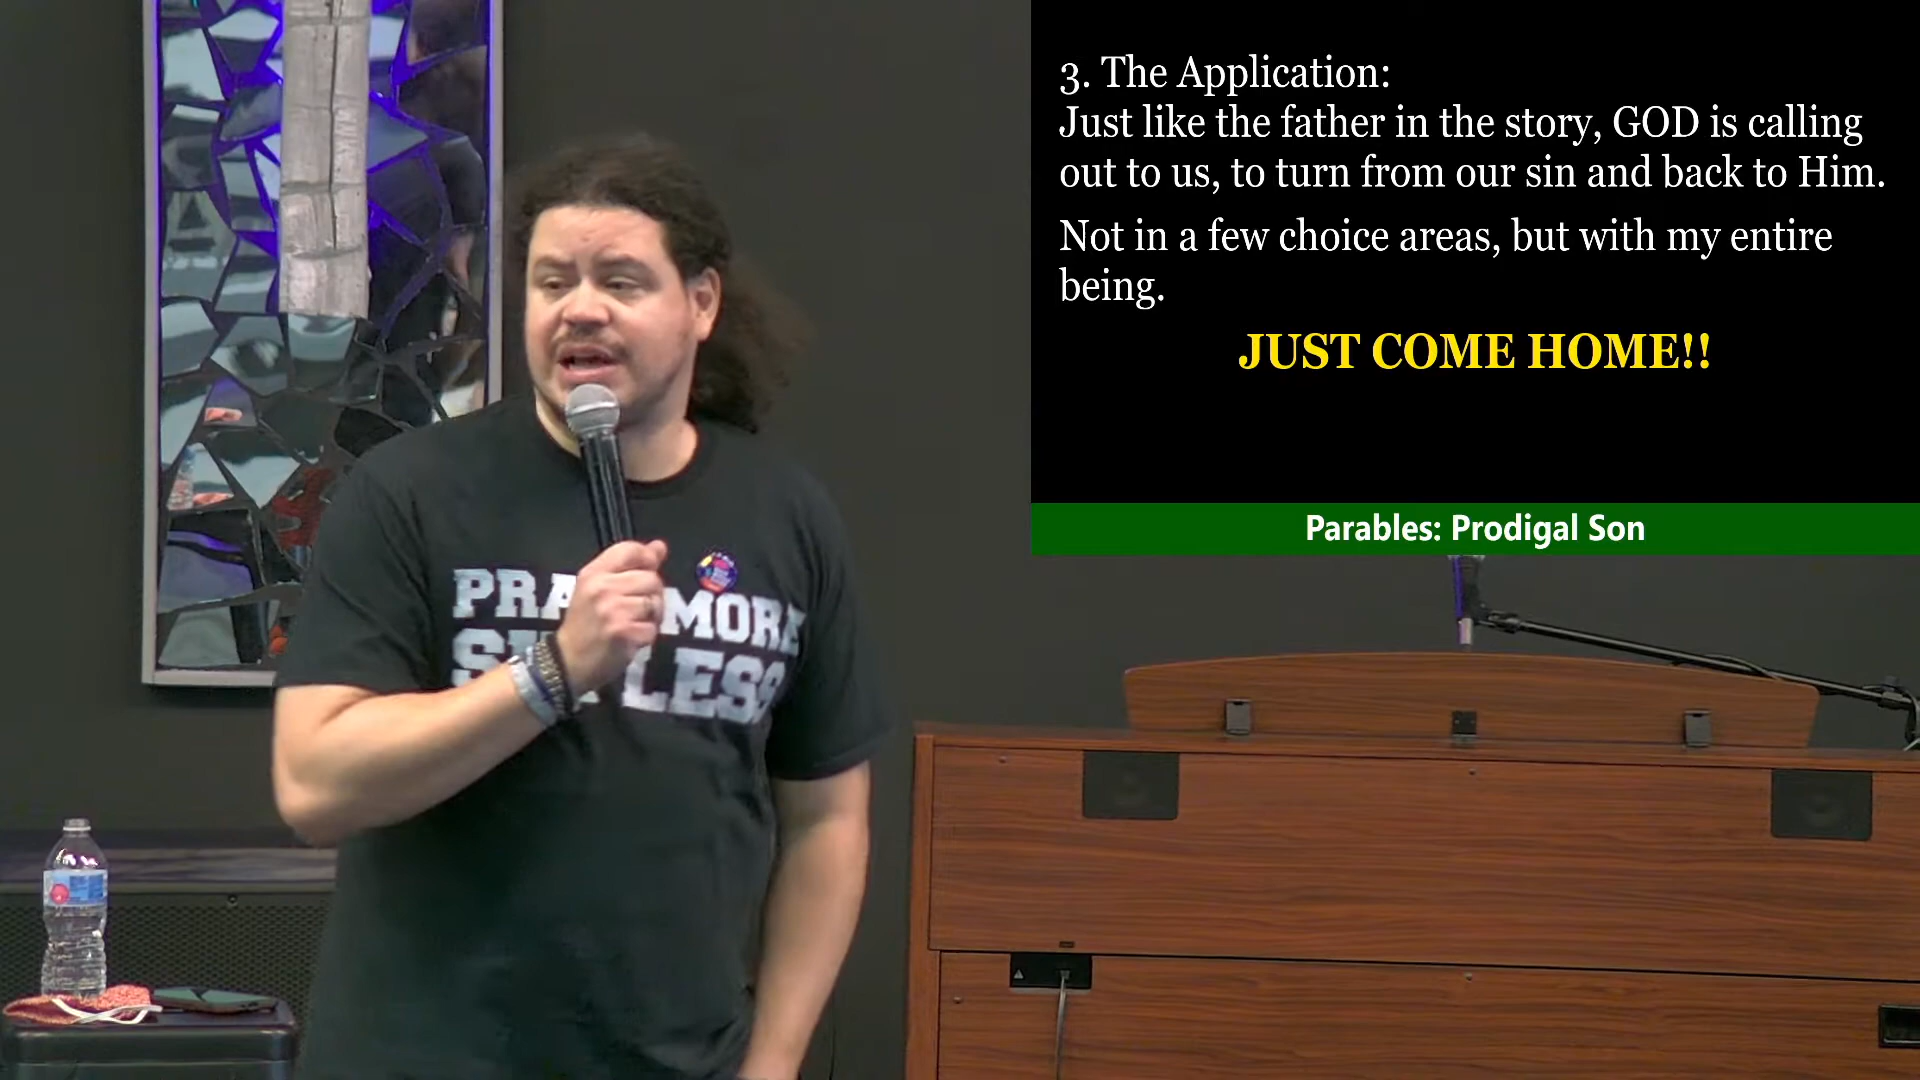 3. The Application:
Just like the father in the story, GOD is calling
out to us, to turn from our sin and back to Him.
Not in a few choice areas, but with my entire
being.
JUST COME HOME!!
Parables: Prodigal Son
MORE
LESS